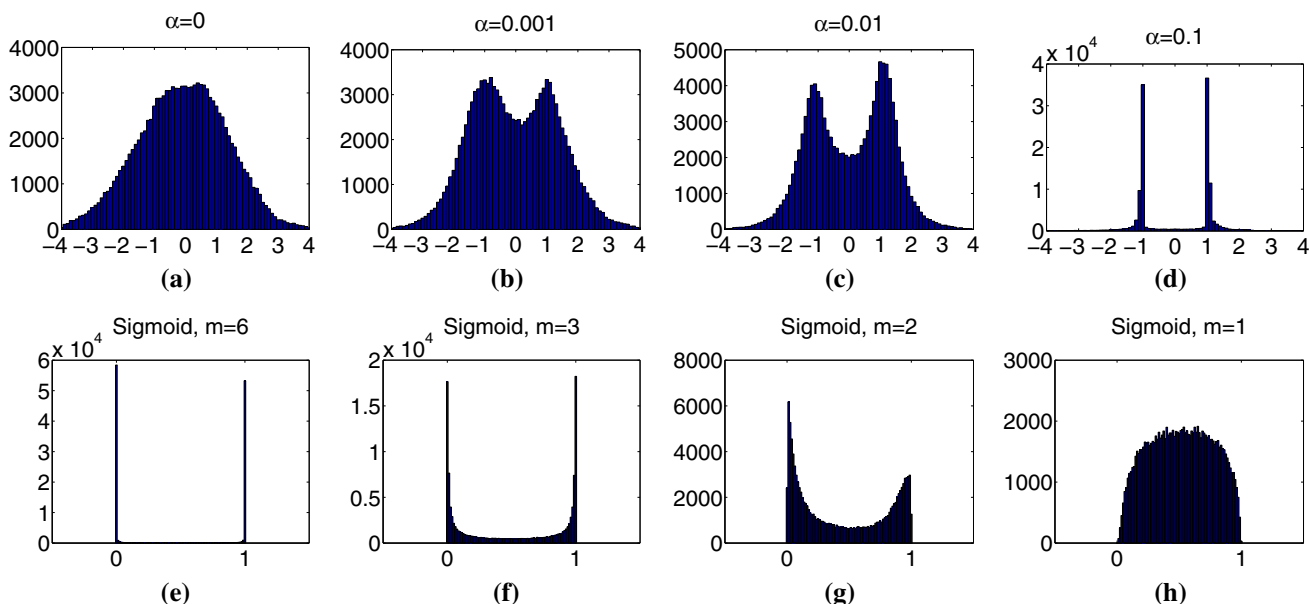 α=0
4000
3000
2000
1000
0
−4 −3 −2 −1 0 1 2 3 4
(a)
α=0.001
4000
3000
2000
1000
0
−4 −3 −2 −1 0 1 2 3 4
(b)
α=0.01
5000
4000
3000
2000
1000
0
−4 −3 −2 −1 0 1 2 3 4
(c)
α=0.1
x 10^4
4
3
2
1
0
−4 −3 −2 −1 0 1 2 3 4
(d)
Sigmoid, m=6
x 10^4
6
5
4
3
2
1
0
0 1
(e)
Sigmoid, m=3
x 10^4
2
1.5
1
0.5
0
0 1
(f)
Sigmoid, m=2
8000
6000
4000
2000
0
0 1
(g)
Sigmoid, m=1
3000
2000
1000
0
0 1
(h)